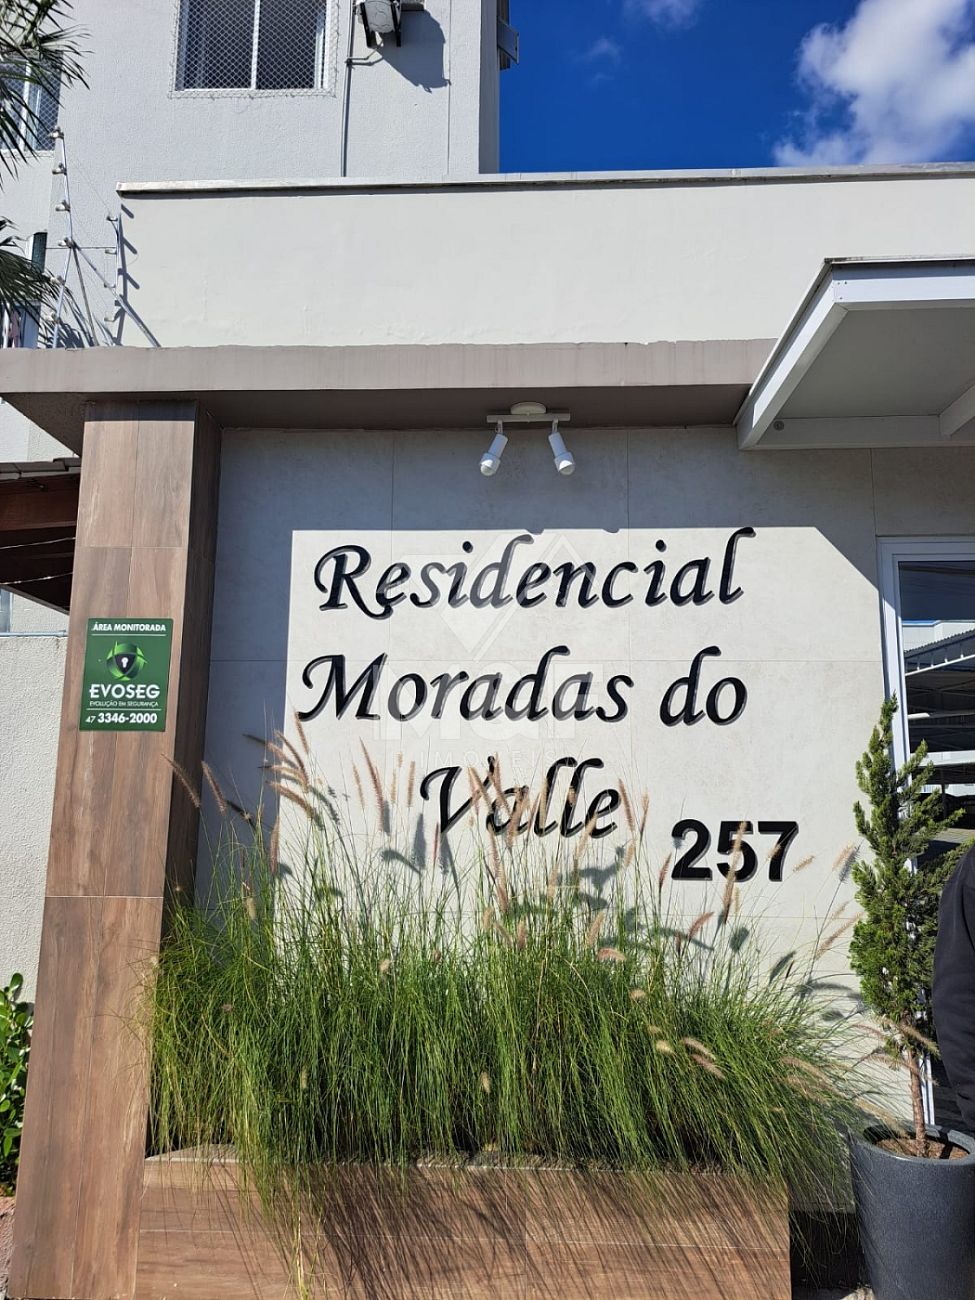 Residencial
Moradas do
Valle
257
ÁREA MONITORADA
EVOSEG
EVOLUÇÃO EM SEGURANÇA
47 3346-2000